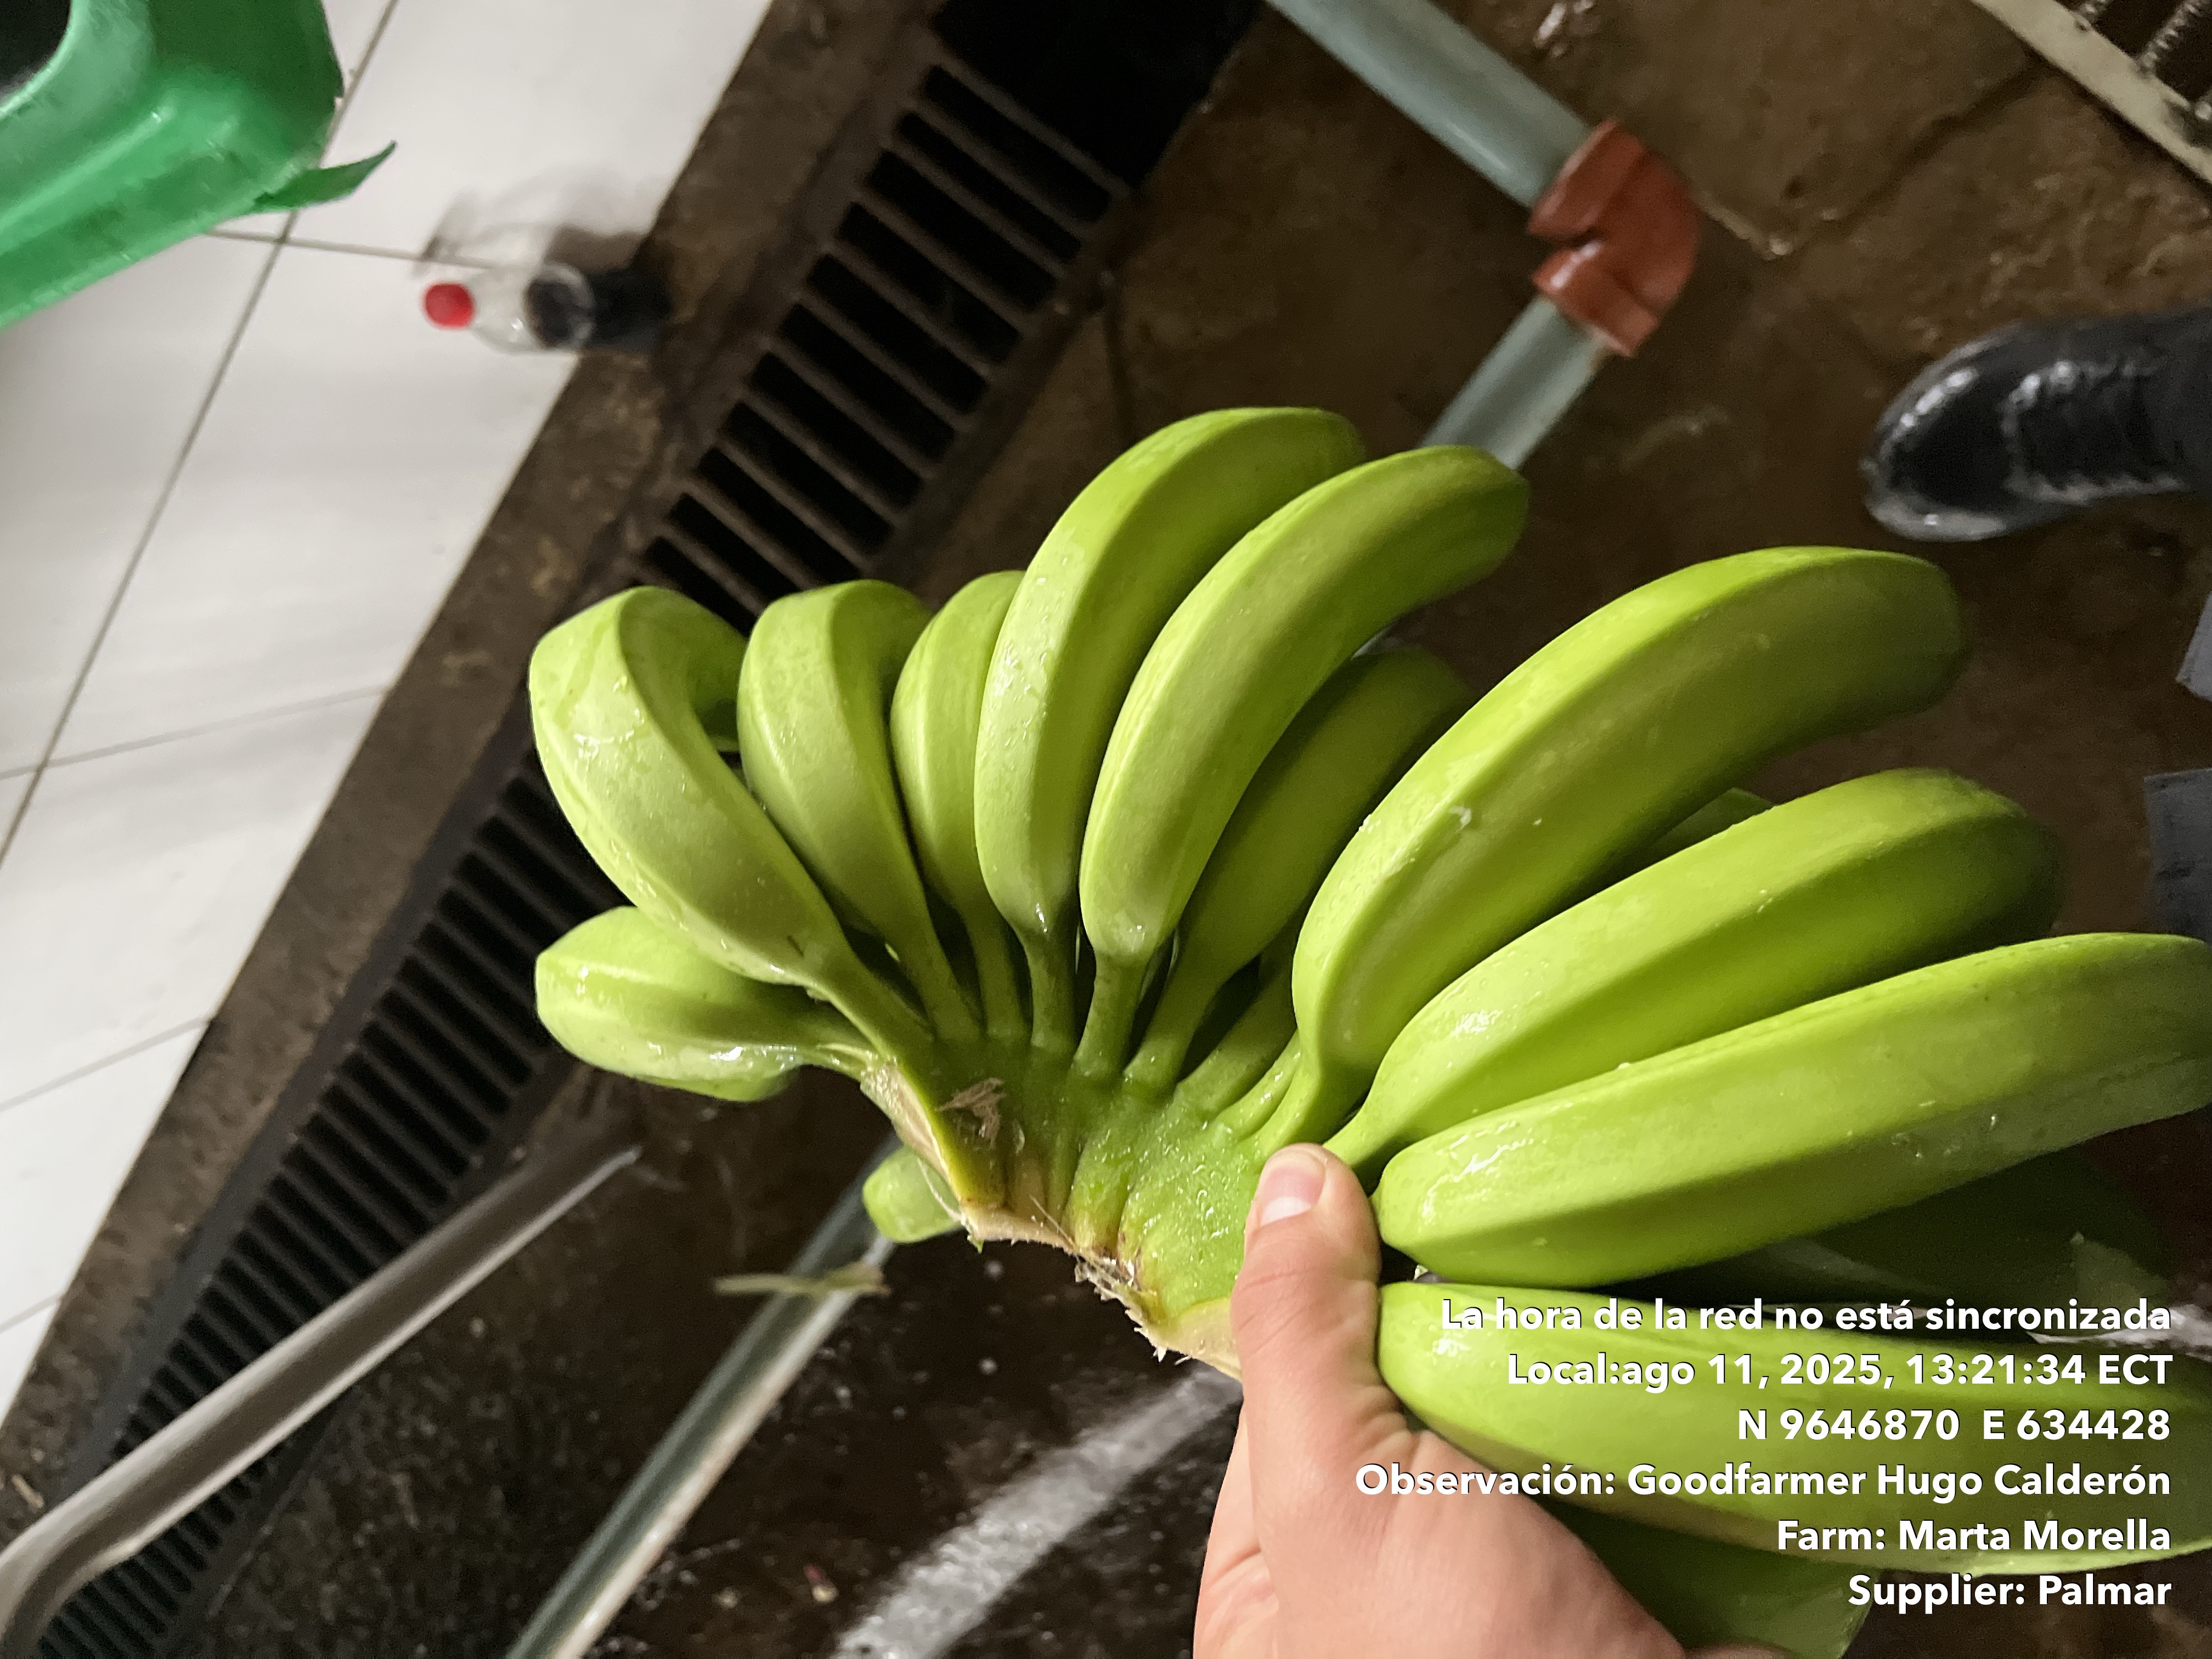 La hora de la red no está sincronizada
Local:ago 11, 2025, 13:21:34 ECT
N 9646870 E 634428
Observación: Goodfarmer Hugo Calderón
Farm: Marta Morella
Supplier: Palmar